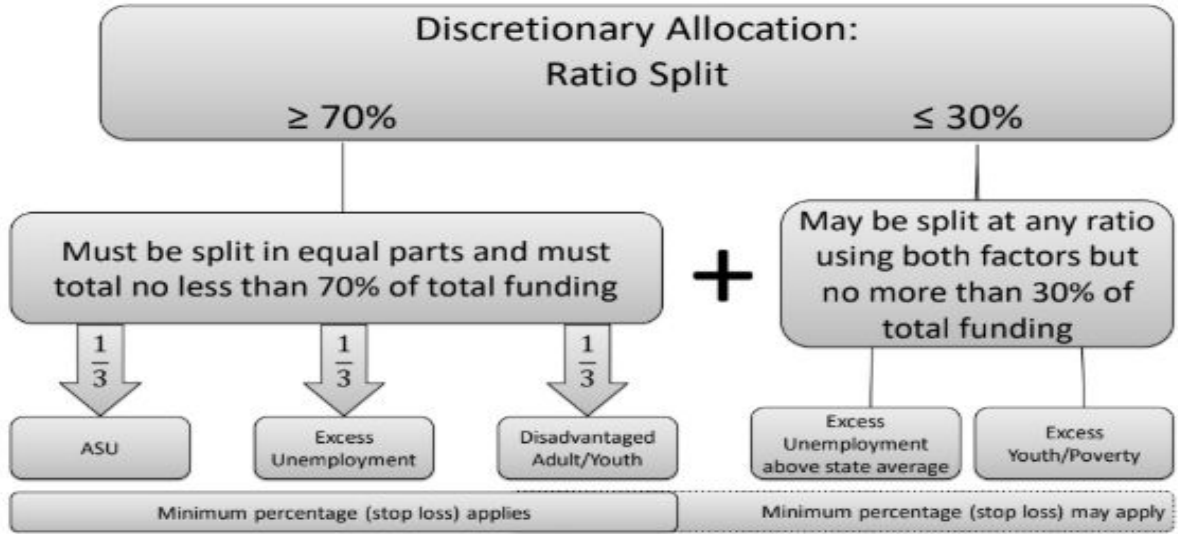 Discretionary Allocation:
Ratio Split
≥ 70%
≤ 30%
Must be split in equal parts and must
total no less than 70% of total funding
+
May be split at any ratio
using both factors but
no more than 30% of
total funding
1/3
1/3
1/3
ASU
Excess
Unemployment
Disadvantaged
Adult/Youth
Excess
Unemployment
above state average
Excess
Youth/Poverty
Minimum percentage (stop loss) applies
Minimum percentage (stop loss) may apply